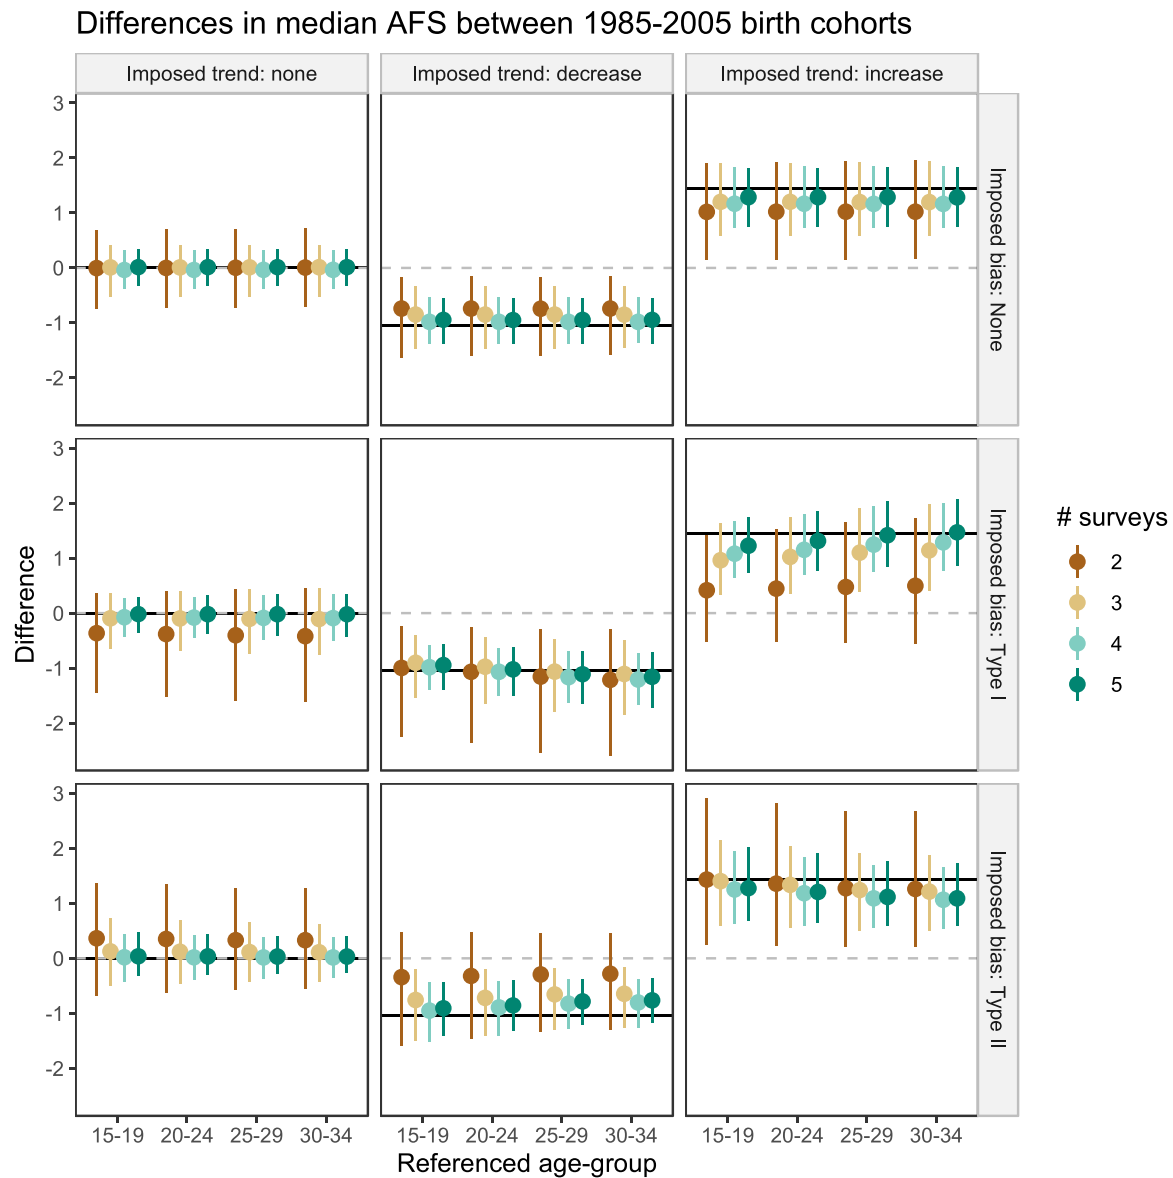 Differences in median AFS between 1985-2005 birth cohorts
Imposed trend: none
Imposed trend: decrease
Imposed trend: increase
3
2
1
0
-1
-2
Imposed bias: None
3
2
1
0
-1
-2
Imposed bias: Type I
3
2
1
0
-1
-2
Imposed bias: Type II
Difference
15-19 20-24 25-29 30-34
15-19 20-24 25-29 30-34
15-19 20-24 25-29 30-34
Referenced age-group
# surveys
2
3
4
5